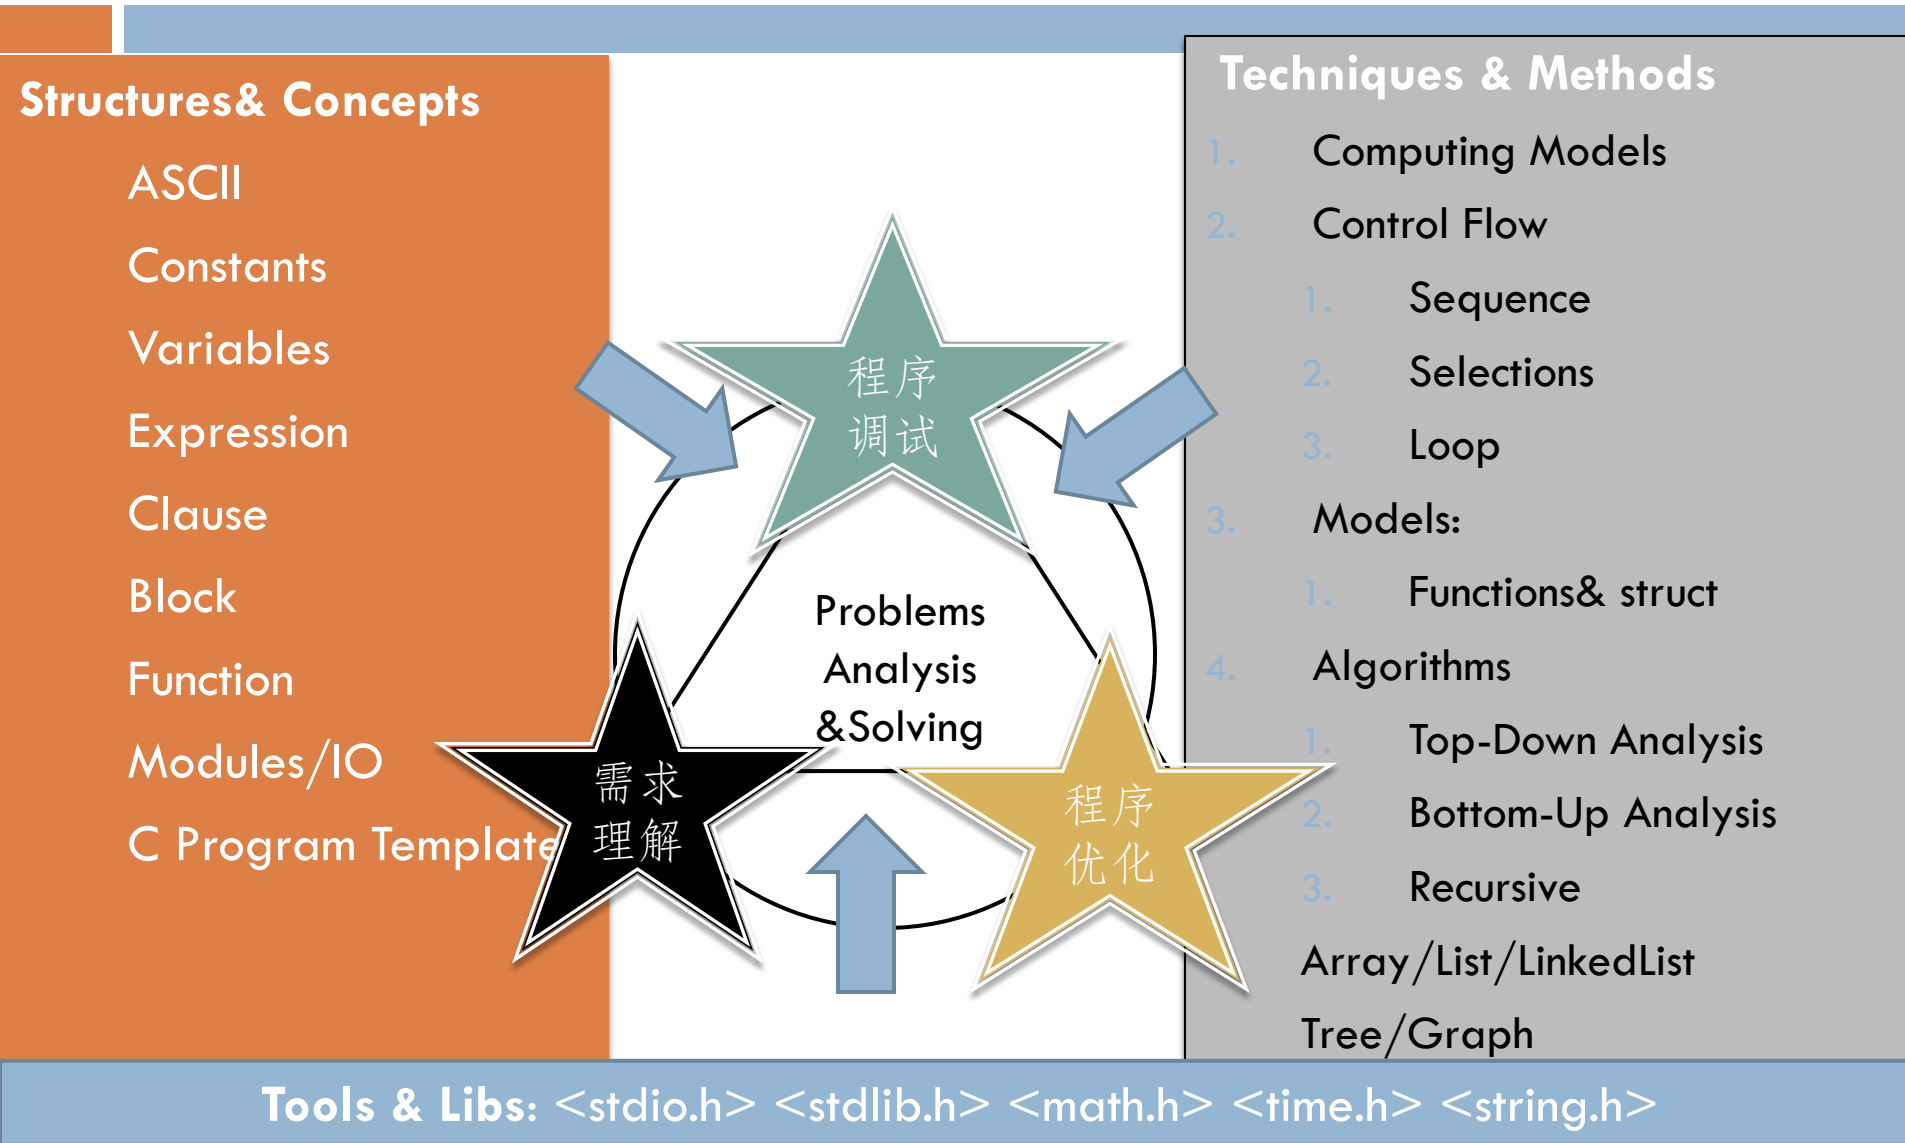 Structures& Concepts
ASCII
Constants
Variables
Expression
Clause
Block
Function
Modules/IO
C Program Template
程序
调试
Problems
Analysis
&Solving
需求
理解
程序
优化
Techniques & Methods
1. Computing Models
2. Control Flow
1. Sequence
2. Selections
3. Loop
3. Models:
1. Functions& struct
4. Algorithms
1. Top-Down Analysis
2. Bottom-Up Analysis
3. Recursive
Array/List/LinkedList
Tree/Graph
Tools & Libs: <stdio.h> <stdlib.h> <math.h> <time.h> <string.h>